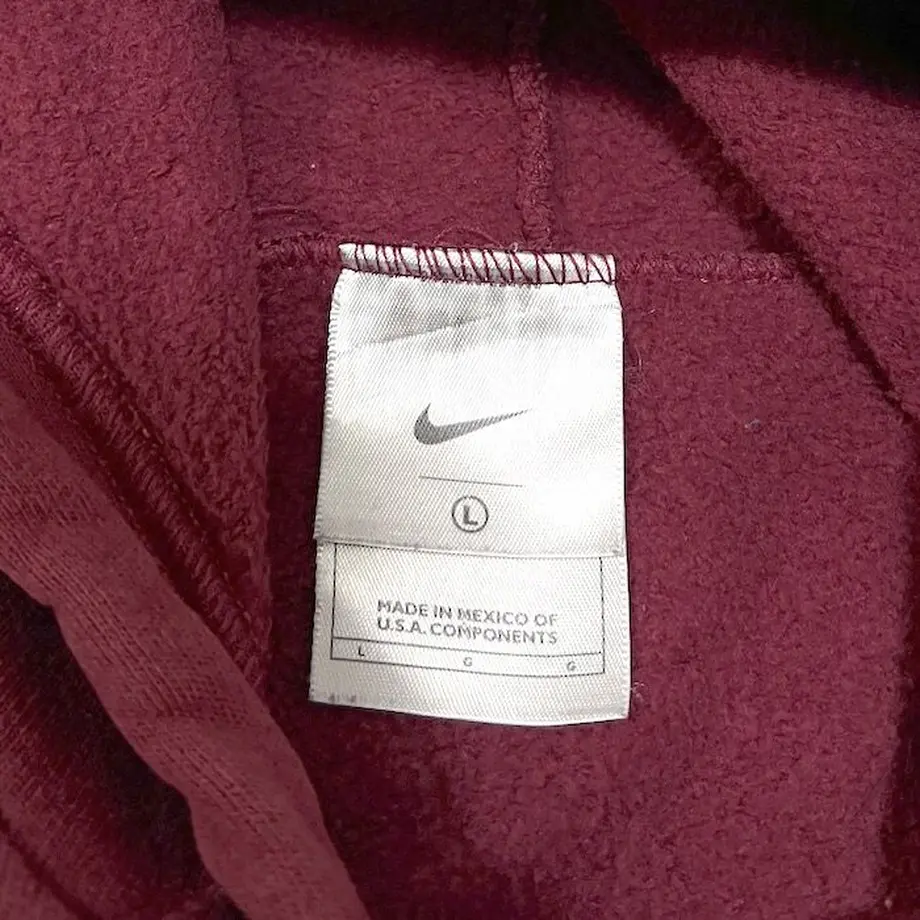 L
MADE IN MEXICO OF
U.S.A. COMPONENTS
L G G